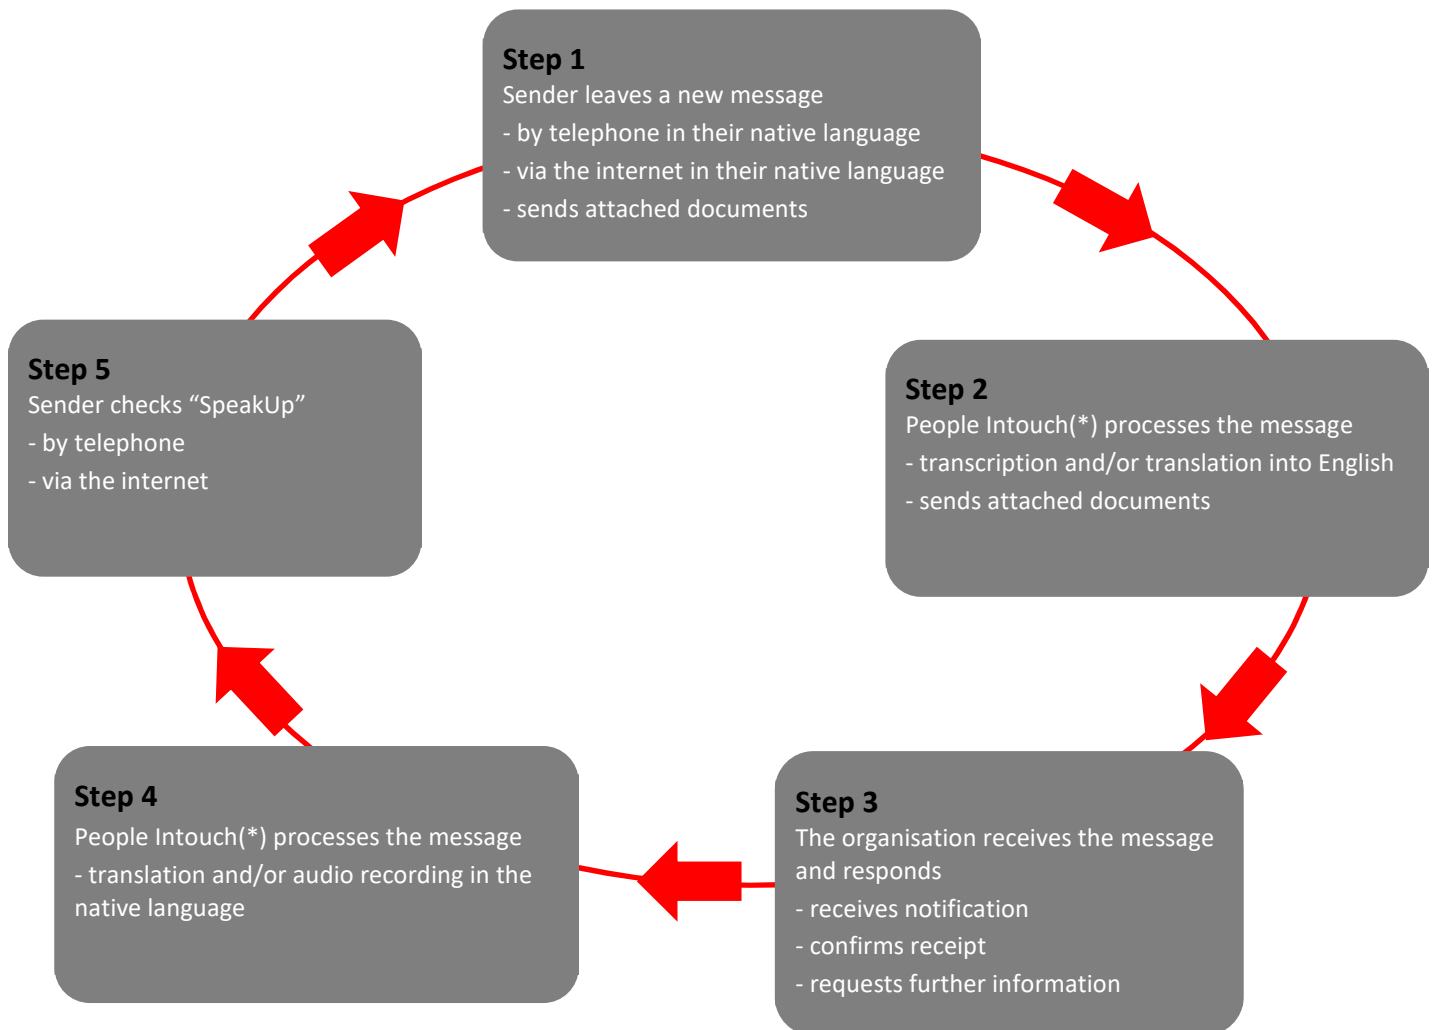 Step 1
Sender leaves a new message
- by telephone in their native language
- via the internet in their native language
- sends attached documents
Step 2
People Intouch(*) processes the message
- transcription and/or translation into English
- sends attached documents
Step 3
The organisation receives the message
and responds
- receives notification
- confirms receipt
- requests further information
Step 4
People Intouch(*) processes the message
- translation and/or audio recording in the
native language
Step 5
Sender checks “SpeakUp”
- by telephone
- via the internet